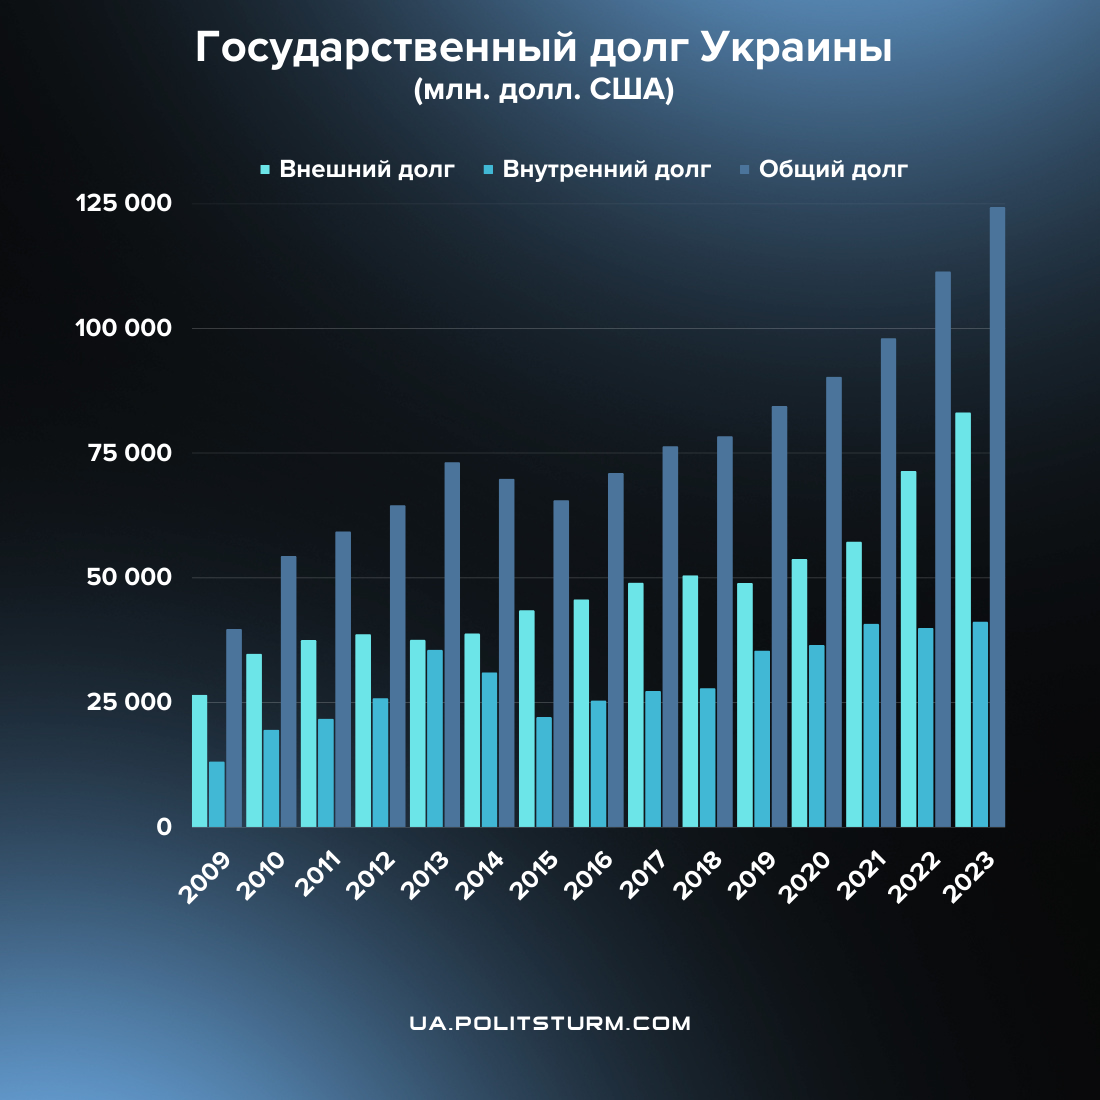 Государственный долг Украины
(млн. долл. США)
Внешний долг Внутренний долг Общий долг
125 000
100 000
75 000
50 000
25 000
0
2009 2010 2011 2012 2013 2014 2015 2016 2017 2018 2019 2020 2021 2022 2023
UA.POLITSTURM.COM